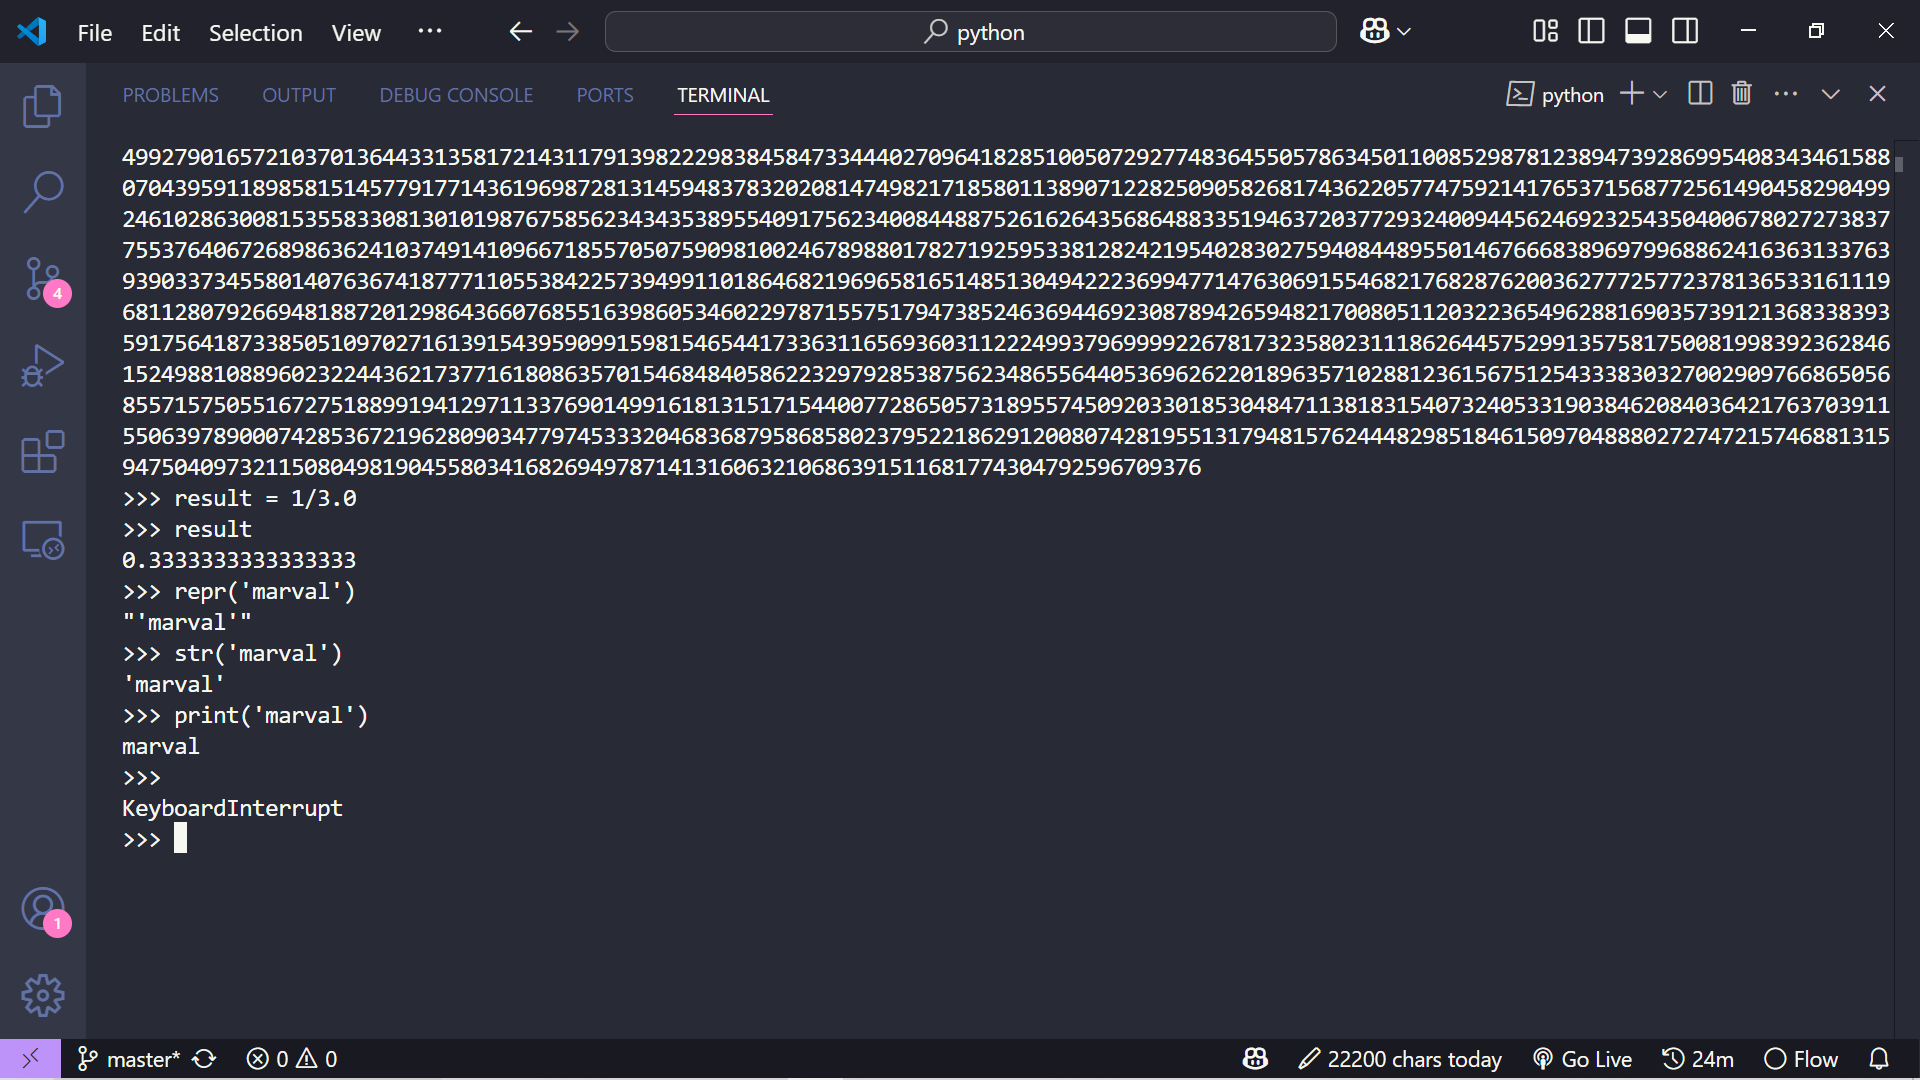 File Edit Selection View ··· python
PROBLEMS OUTPUT DEBUG CONSOLE PORTS TERMINAL python
4992790165721037013644331358172143117913982229838458473344402709641828510050729277483645505786345011008529878123894739286995408343461588
0704395911898581514577917714361969872813145948378320208147498217185801138907122825090582681743622057747592141765371568772561490458290499
2461028630081535583308130101987675856234343538955409175623400844887526162643568648833519463720377293240094456246923254350400678027273837
7553764067268986362410374914109667185570507590981002467898801782719259533812824219540283027594084489550146766683896979968862416363133763
9390337345580140763674187771105538422573949911018646821969658165148513049422236994771476306915546821768287620036277725772378136533161119
6811280792669481887201298643660768551639860534602297871557517947385246369446923087894265948217008051120322365496288169035739121368338393
5917564187338505109702716139154395909915981546544173363116569360311222499379699992267817323580231118626445752991357581750081998392362846
1524988108896023224436217377161808635701546848405862232979285387562348655644053696262201896357102881236156751254333830327002909766865056
8557157505516727518899194129711337690149916181315171544007728650573189557450920330185304847113818315407324053319038462084036421763703911
5506397890007428536721962809034779745333204683687958685802379522186291200807428195513179481576244482985184615097048880272747215746881315
94750409732115080498190455803416826949787141316063210686391511681774304792596709376
>>> result = 1/3.0
>>> result
0.3333333333333333
>>> repr('marval')
"'marval'"
>>> str('marval')
'marval'
>>> print('marval')
marval
>>>
KeyboardInterrupt
>>>
4
1
master* 0 0 22200 chars today Go Live 24m Flow